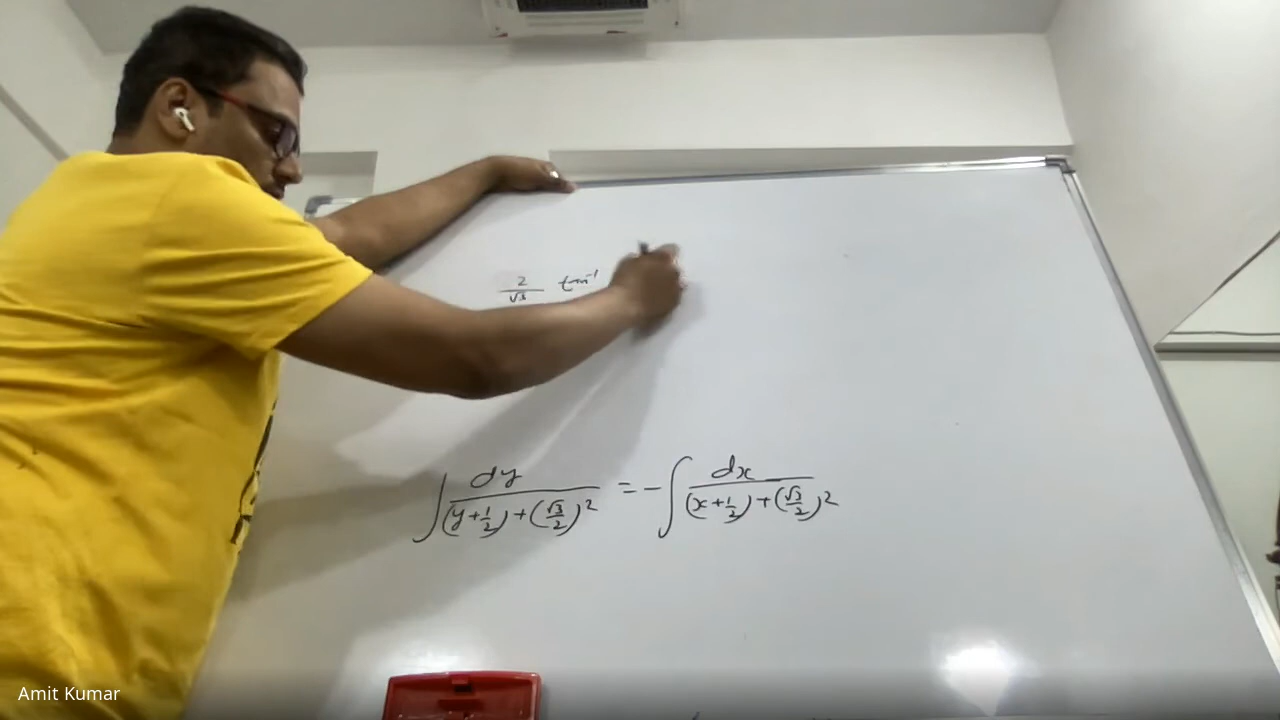 2/√3 tan⁻¹
∫ dy/((y+1/2)+(√3/2)²) = -∫ dx/((x+1/2)+(√3/2)²)
Amit Kumar